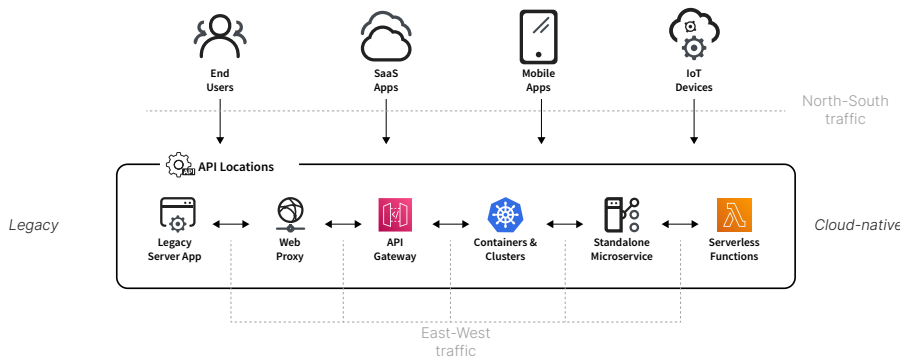 End
Users
SaaS
Apps
Mobile
Apps
IoT
Devices
North-South
traffic
API
API Locations
Legacy
Legacy
Server App
Web
Proxy
API
Gateway
Containers &
Clusters
Standalone
Microservice
Serverless
Functions
Cloud-native
East-West
traffic